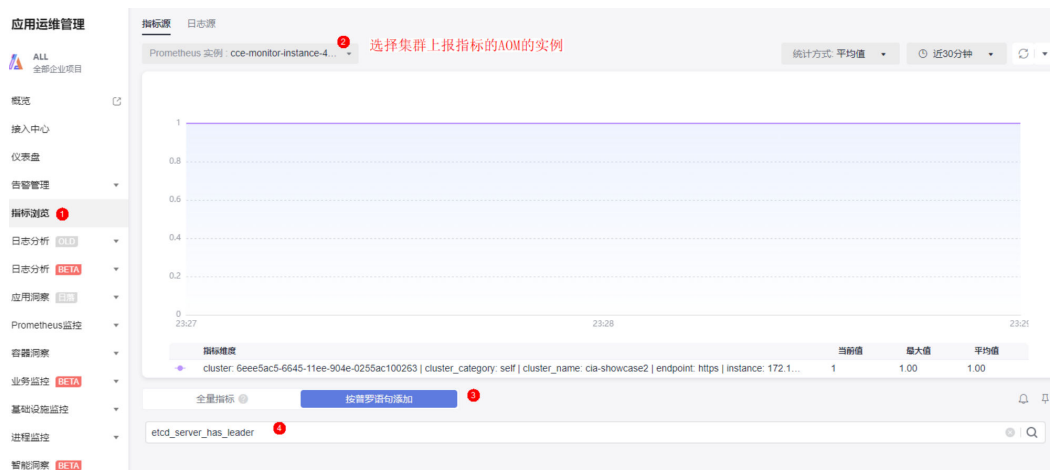 应用运维管理
ALL
全部企业项目
概览
接入中心
仪表盘
告警管理
指标浏览 1
日志分析 OLD
日志分析 BETA
应用洞察 日落
Prometheus监控
容器洞察
业务监控 BETA
基础设施监控
进程监控
智能洞察 BETA
指标源 日志源
Prometheus 实例 : cce-monitor-instance-4... 2 选择集群上报指标的AOM的实例
统计方式: 平均值 近30分钟
1
0.8
0.6
0.4
0.2
0
23:27 23:28 23:29
指标维度 当前值 最大值 平均值
cluster: 6eee5ac5-6645-11ee-904e-0255ac100263 | cluster_category: self | cluster_name: cia-showcase2 | endpoint: https | instance: 172.1... 1 1.00 1.00
全量指标 按普罗语句添加 3
etcd_server_has_leader 4